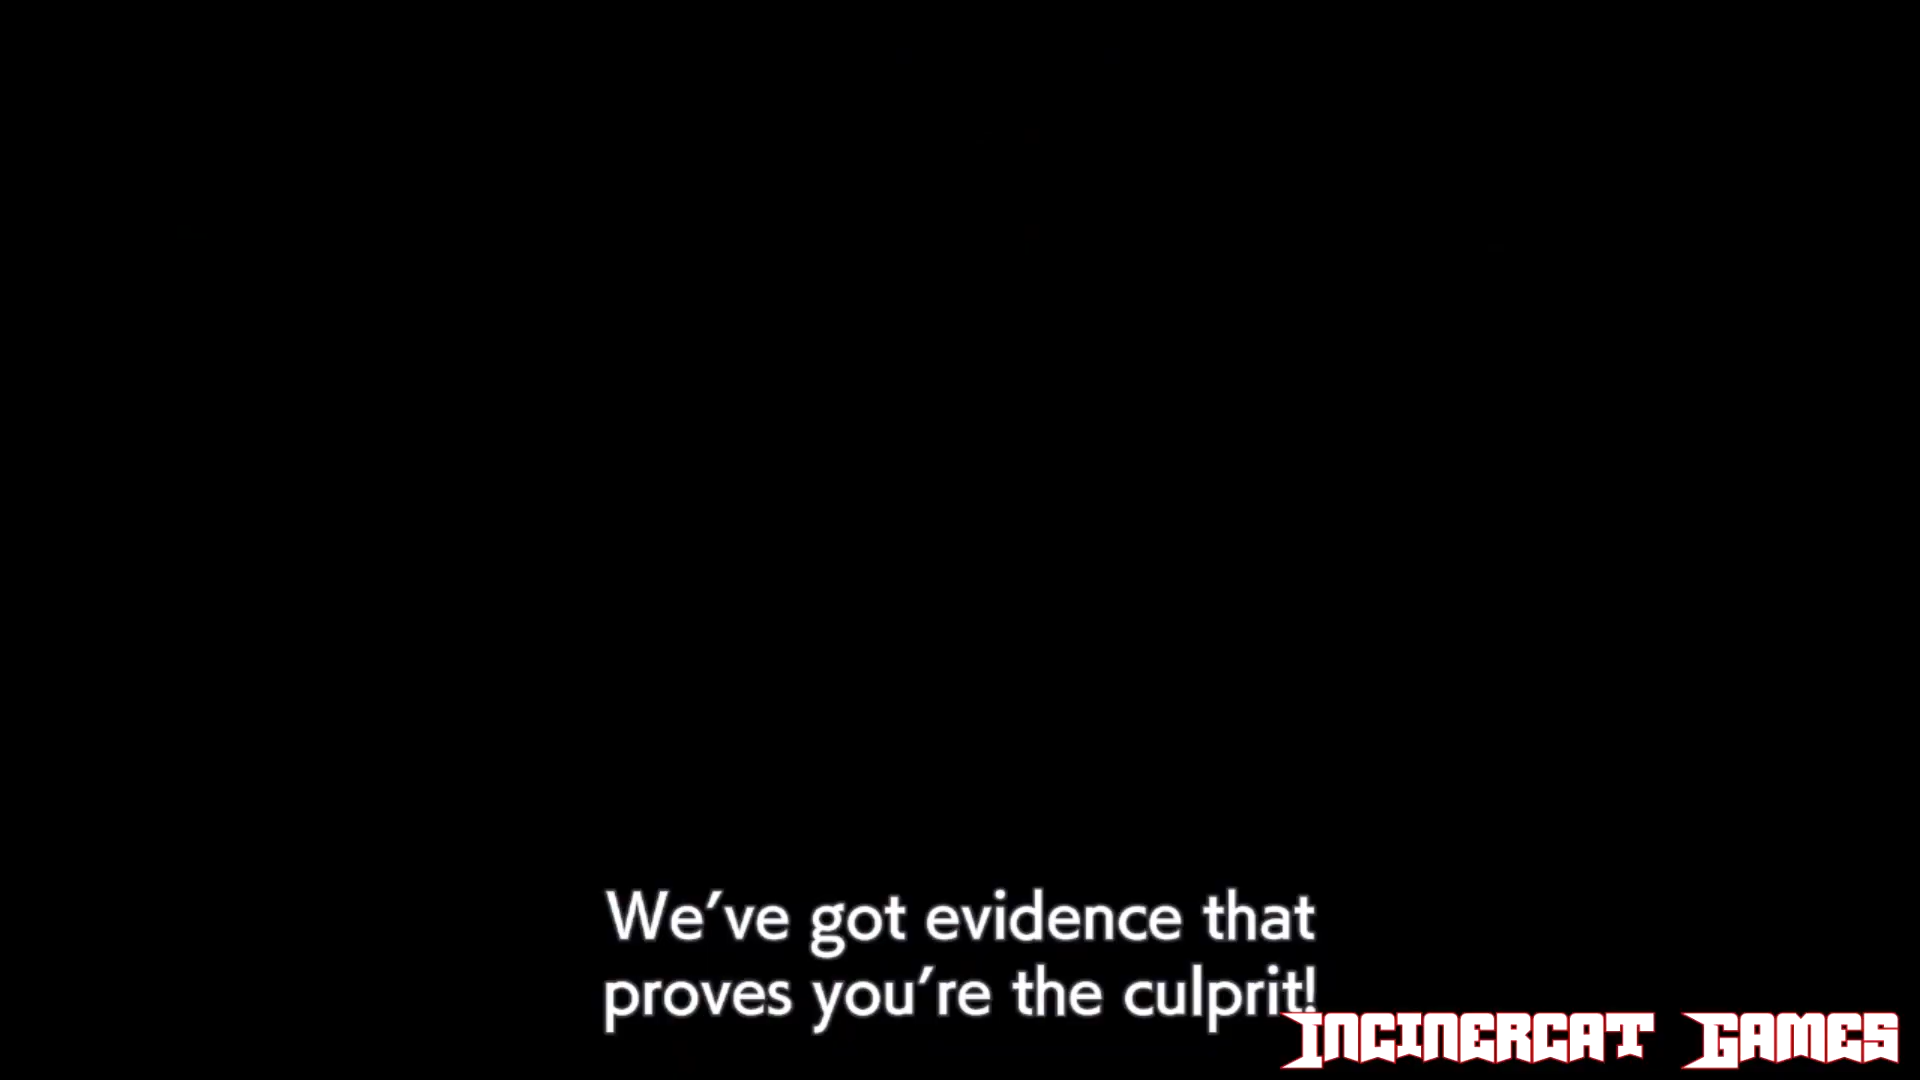 We've got evidence that
proves you're the culprit!
Incinercat Games